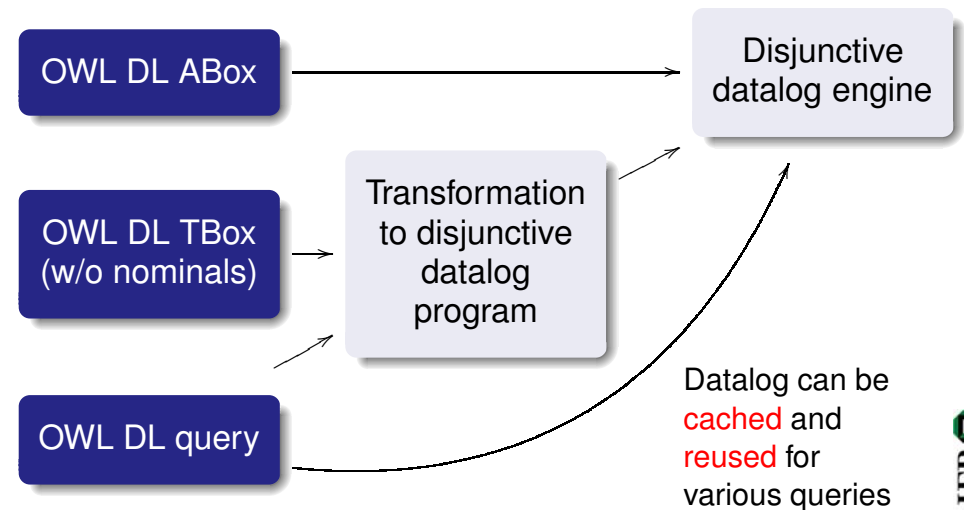 OWL DL ABox
Disjunctive
datalog engine
OWL DL TBox
(w/o nominals)
Transformation
to disjunctive
datalog
program
OWL DL query
Datalog can be
cached and
reused for
various queries